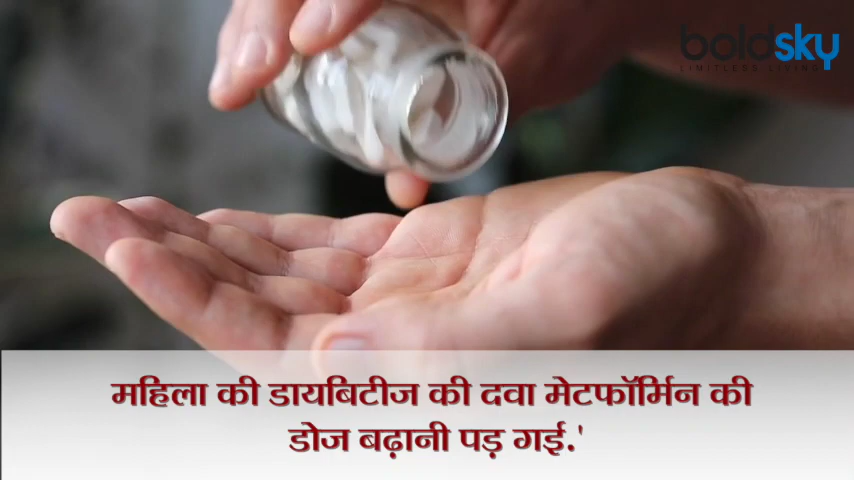 boldsky
LIMITLESS LIVING
महिला की डायबिटीज की दवा मेटफॉर्मिन की
डोज बढ़ानी पड़ गई.'